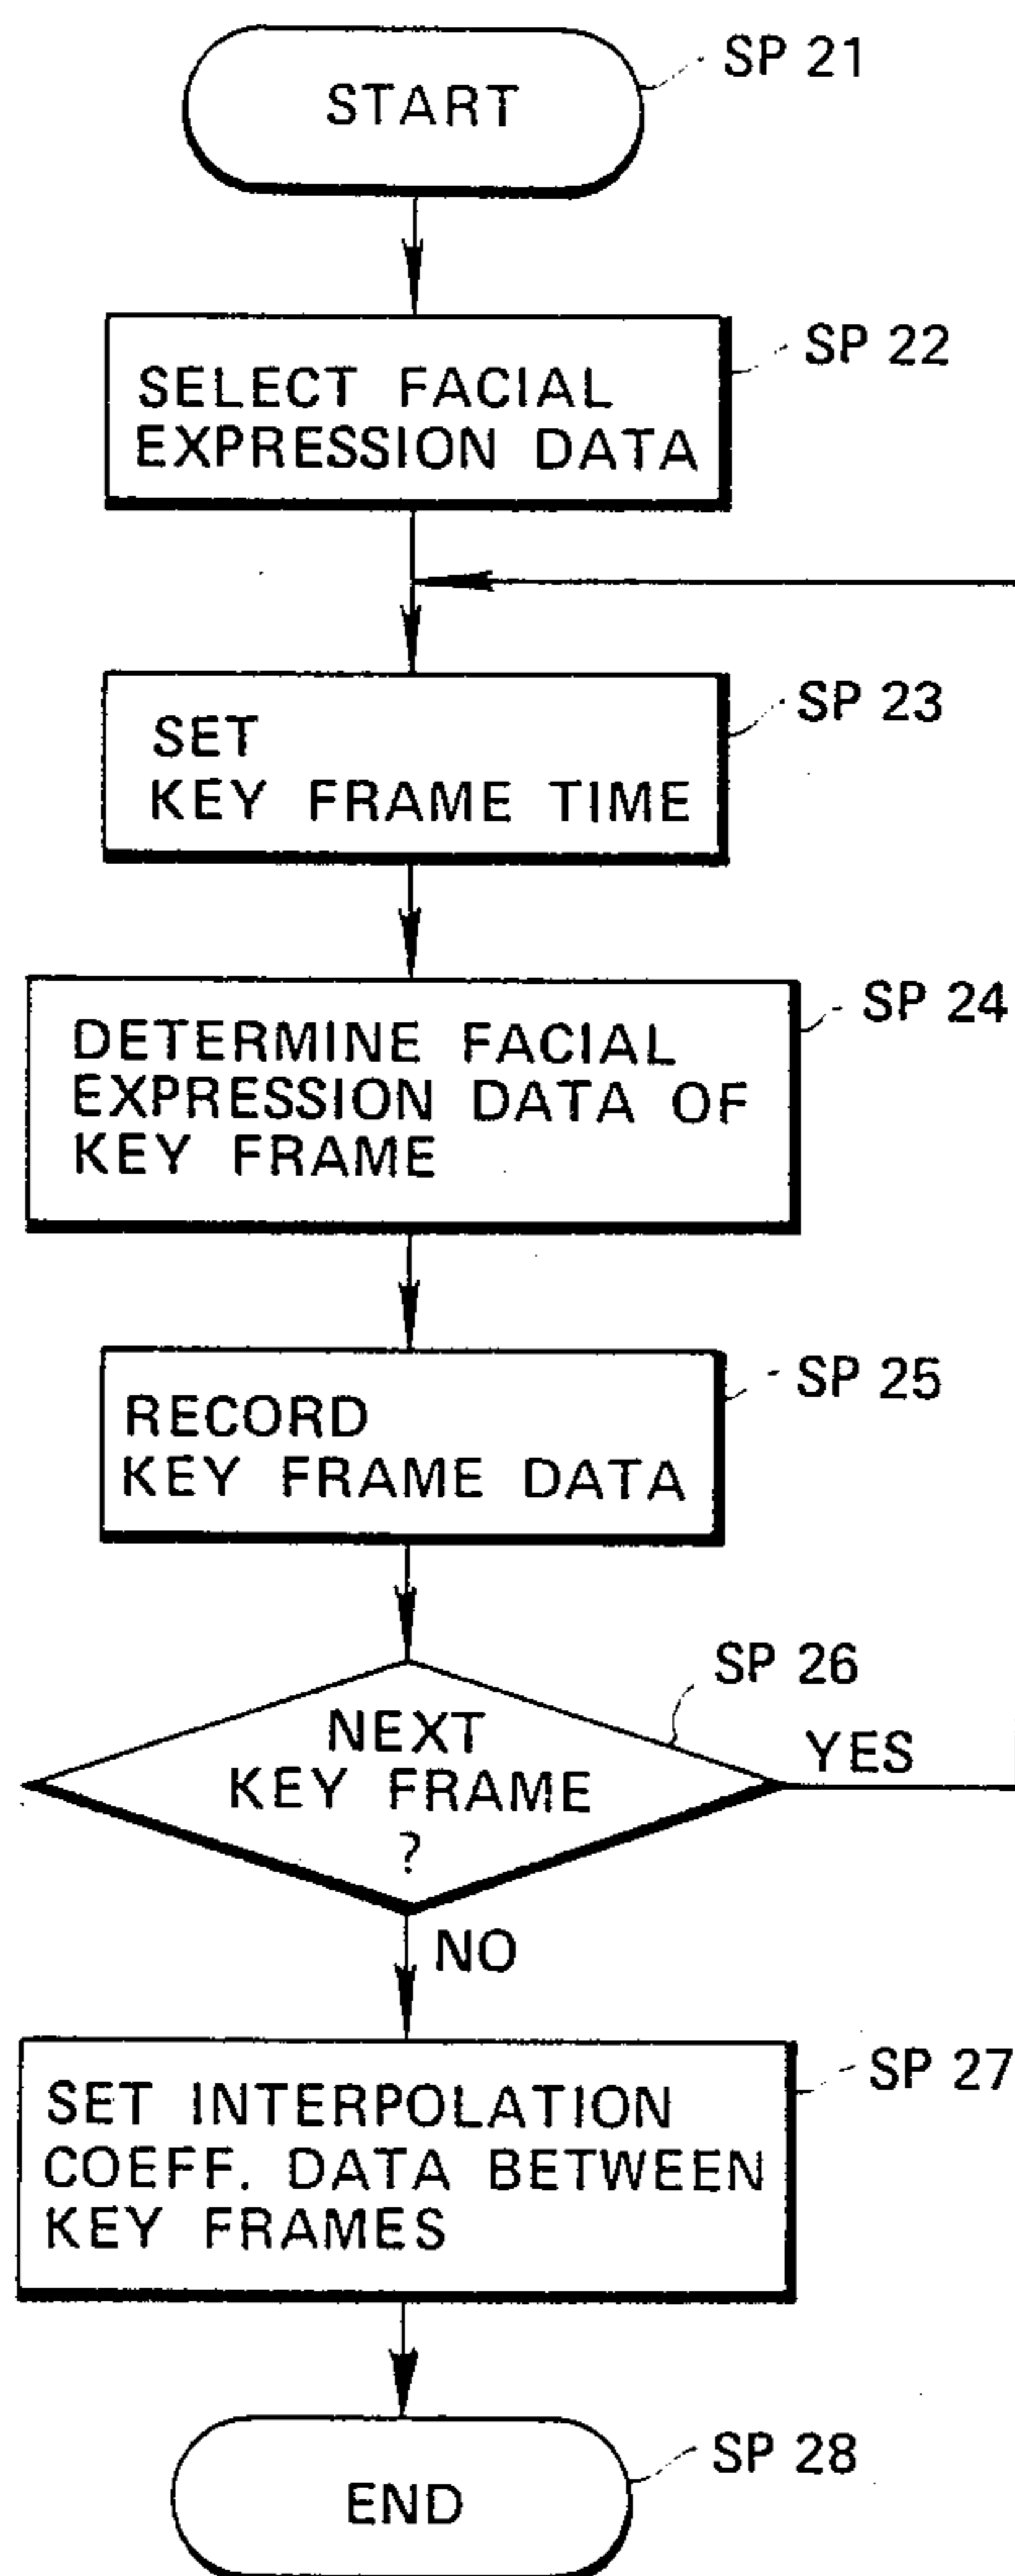 SP 21
START
SP 22
SELECT FACIAL
EXPRESSION DATA
SP 23
SET
KEY FRAME TIME
SP 24
DETERMINE FACIAL
EXPRESSION DATA OF
KEY FRAME
SP 25
RECORD
KEY FRAME DATA
SP 26
NEXT
KEY FRAME
?
YES
NO
SP 27
SET INTERPOLATION
COEFF. DATA BETWEEN
KEY FRAMES
SP 28
END